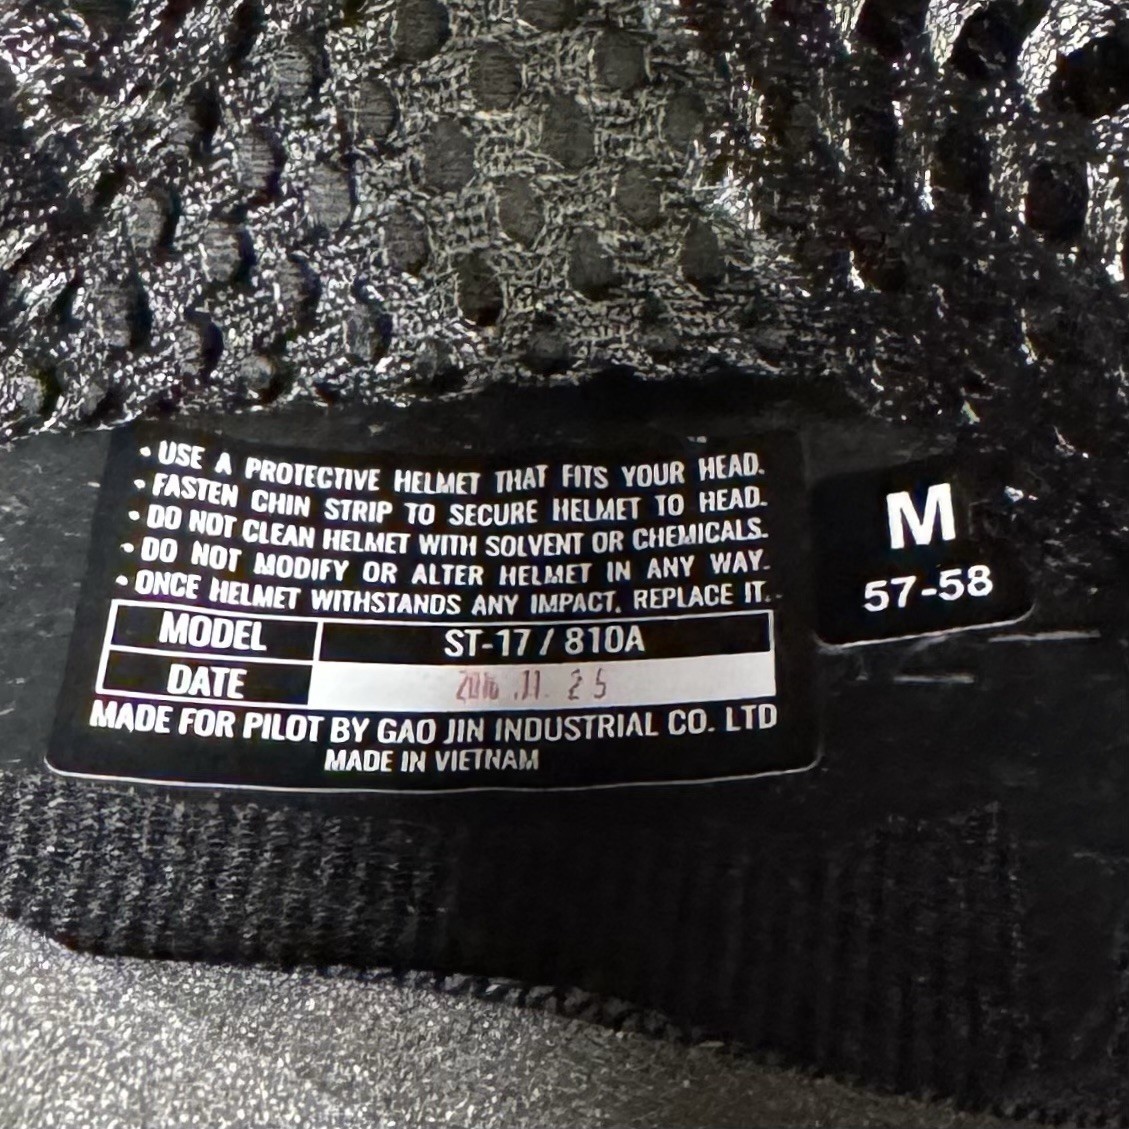 • USE A PROTECTIVE HELMET THAT FITS YOUR HEAD.
• FASTEN CHIN STRIP TO SECURE HELMET TO HEAD.
• DO NOT CLEAN HELMET WITH SOLVENT OR CHEMICALS.
• DO NOT MODIFY OR ALTER HELMET IN ANY WAY.
• ONCE HELMET WITHSTANDS ANY IMPACT. REPLACE IT.
MODEL ST-17 / 810A
DATE 2016 .11. 25
MADE FOR PILOT BY GAO JIN INDUSTRIAL CO. LTD
MADE IN VIETNAM
M
57-58